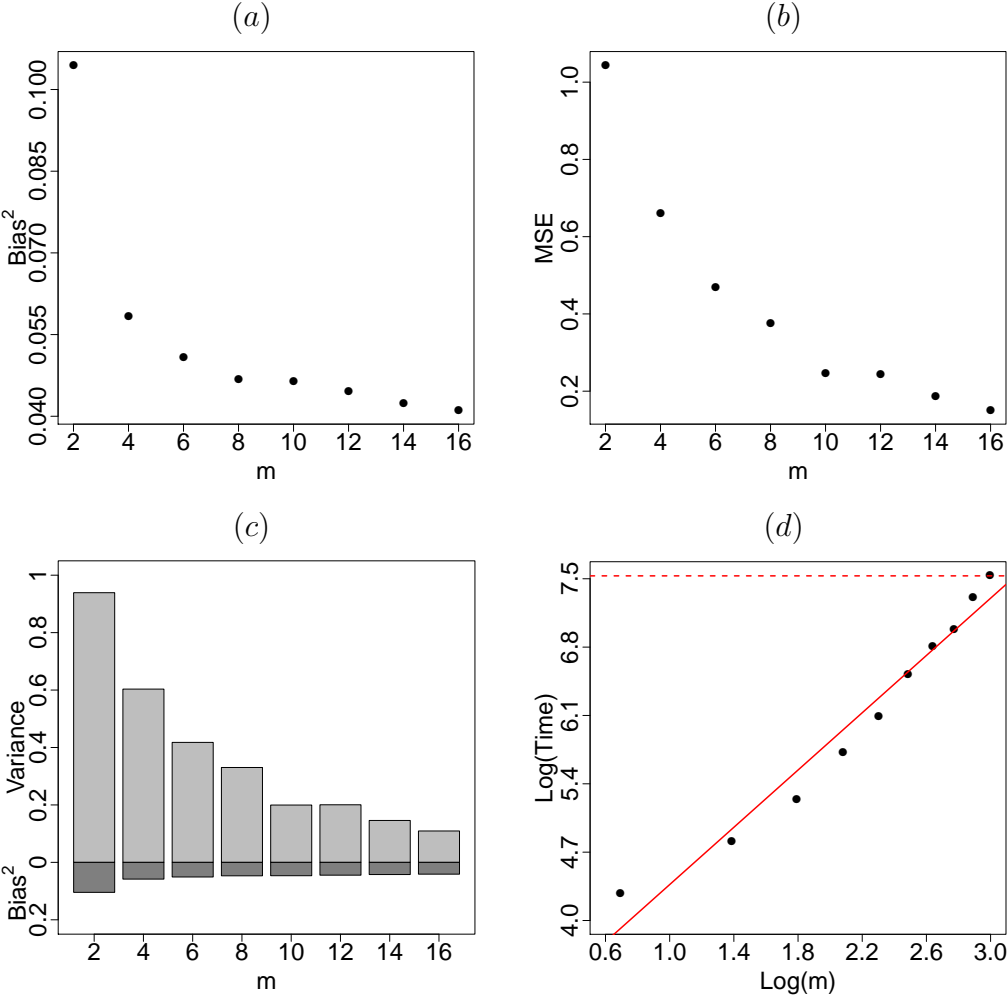 (a)
Bias²
0.040 0.055 0.070 0.085 0.100
2 4 6 8 10 12 14 16
m
(b)
MSE
0.2 0.4 0.6 0.8 1.0
2 4 6 8 10 12 14 16
m
(c)
Bias² Variance
0.2 0 0.2 0.4 0.6 0.8 1
2 4 6 8 10 12 14 16
m
(d)
Log(Time)
4.0 4.7 5.4 6.1 6.8 7.5
0.6 1.0 1.4 1.8 2.2 2.6 3.0
Log(m)